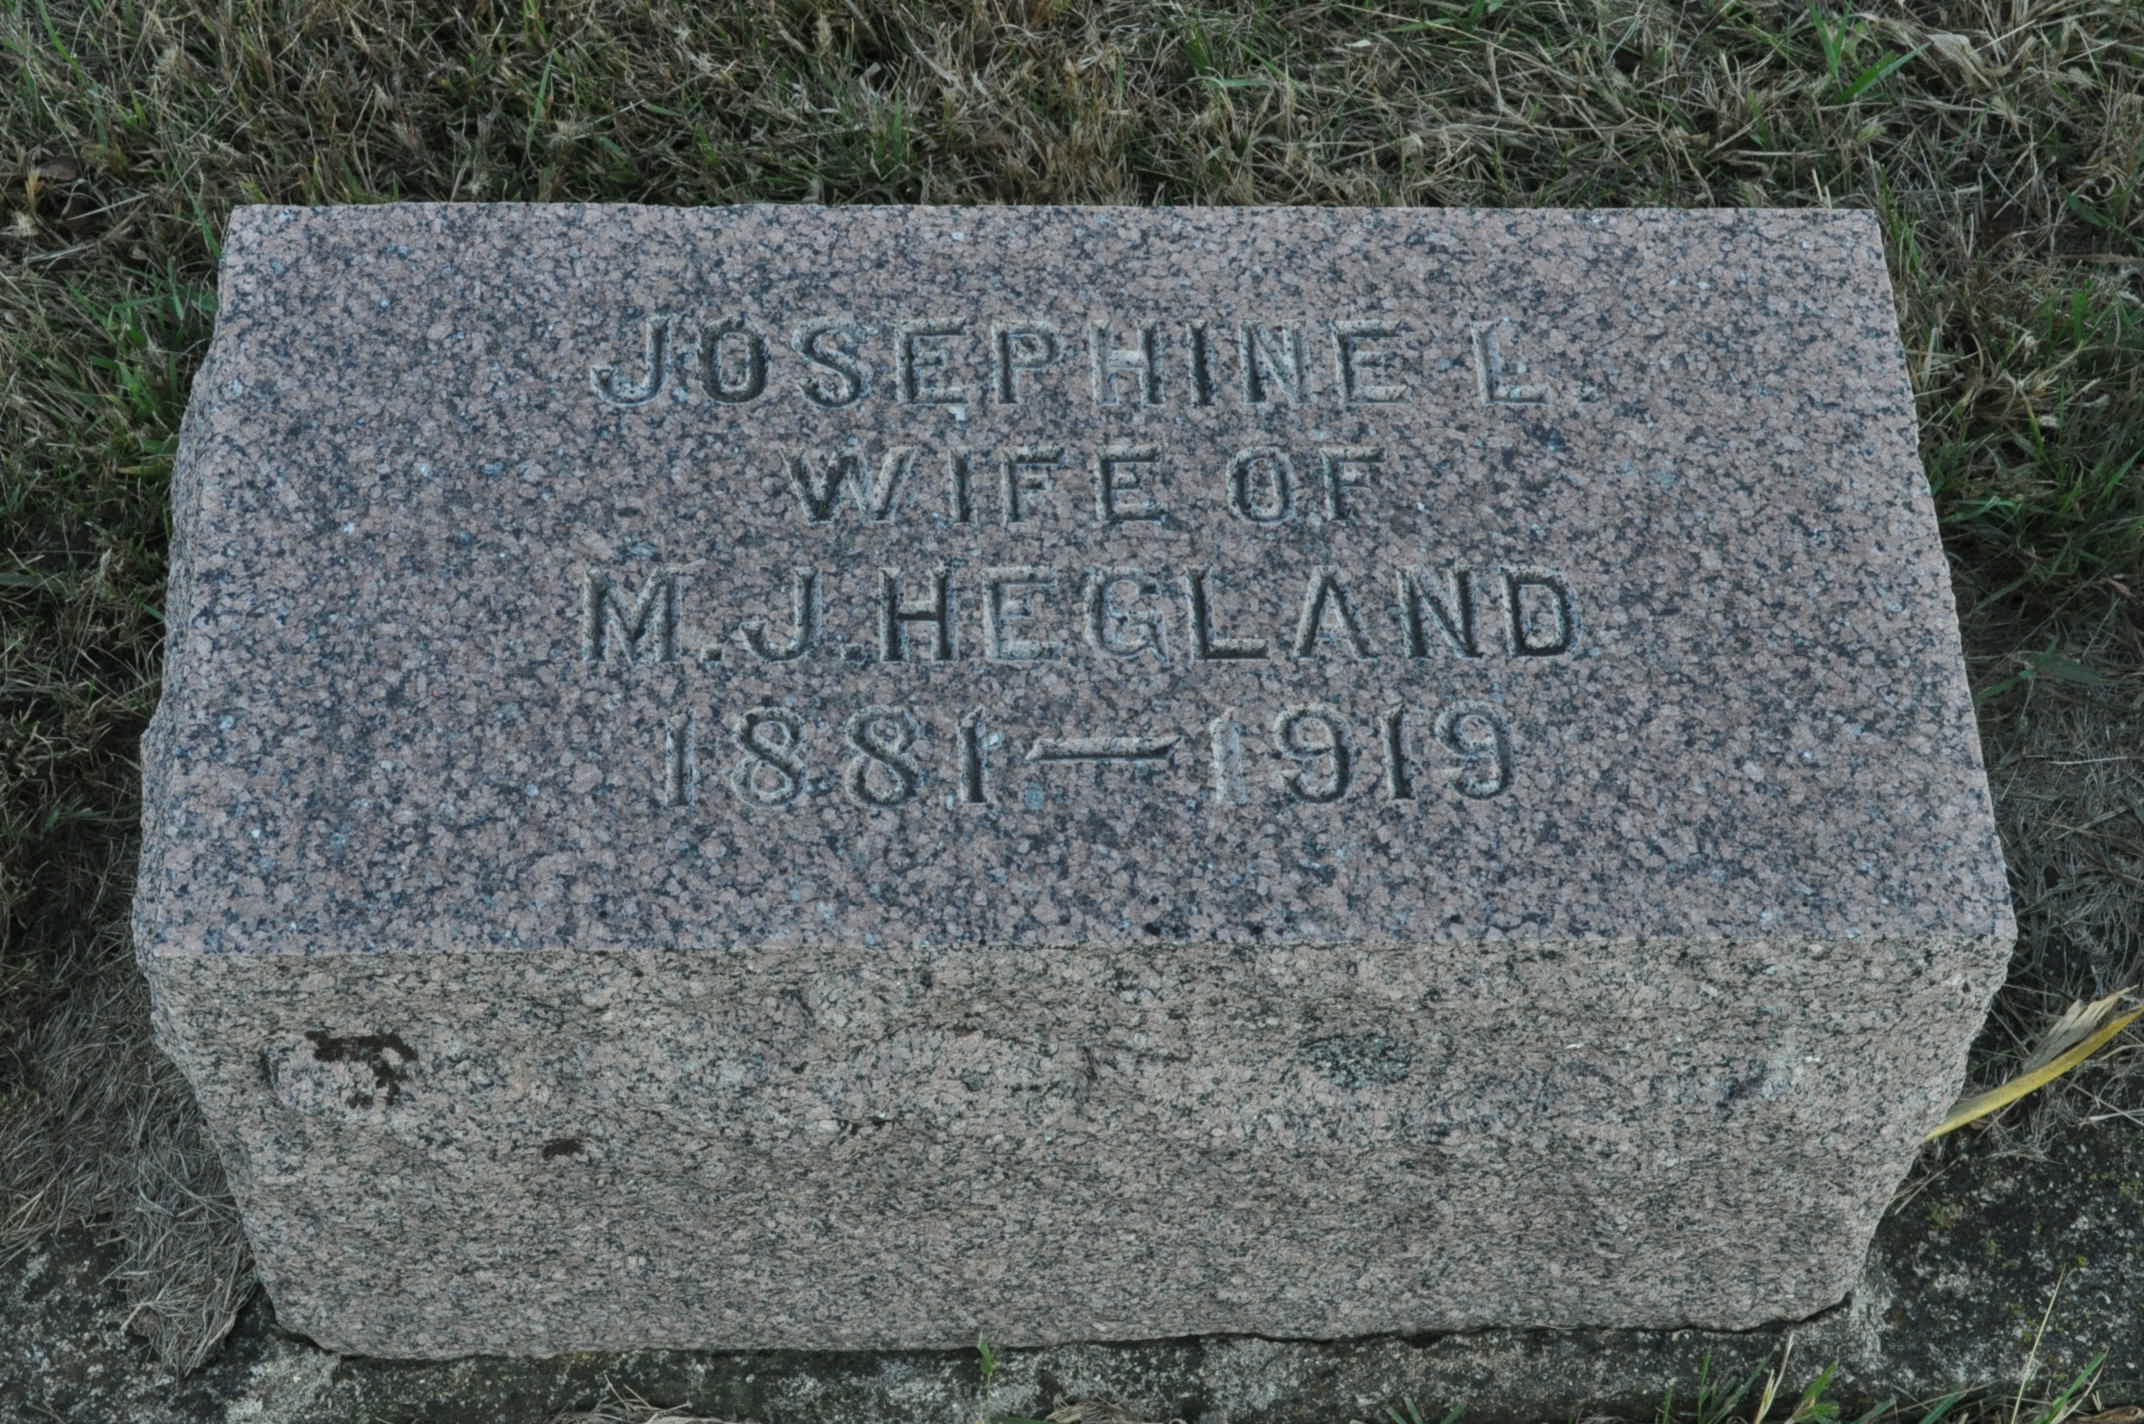 JOSEPHINE L.
WIFE OF
M.J.HEGLAND
1881—1919